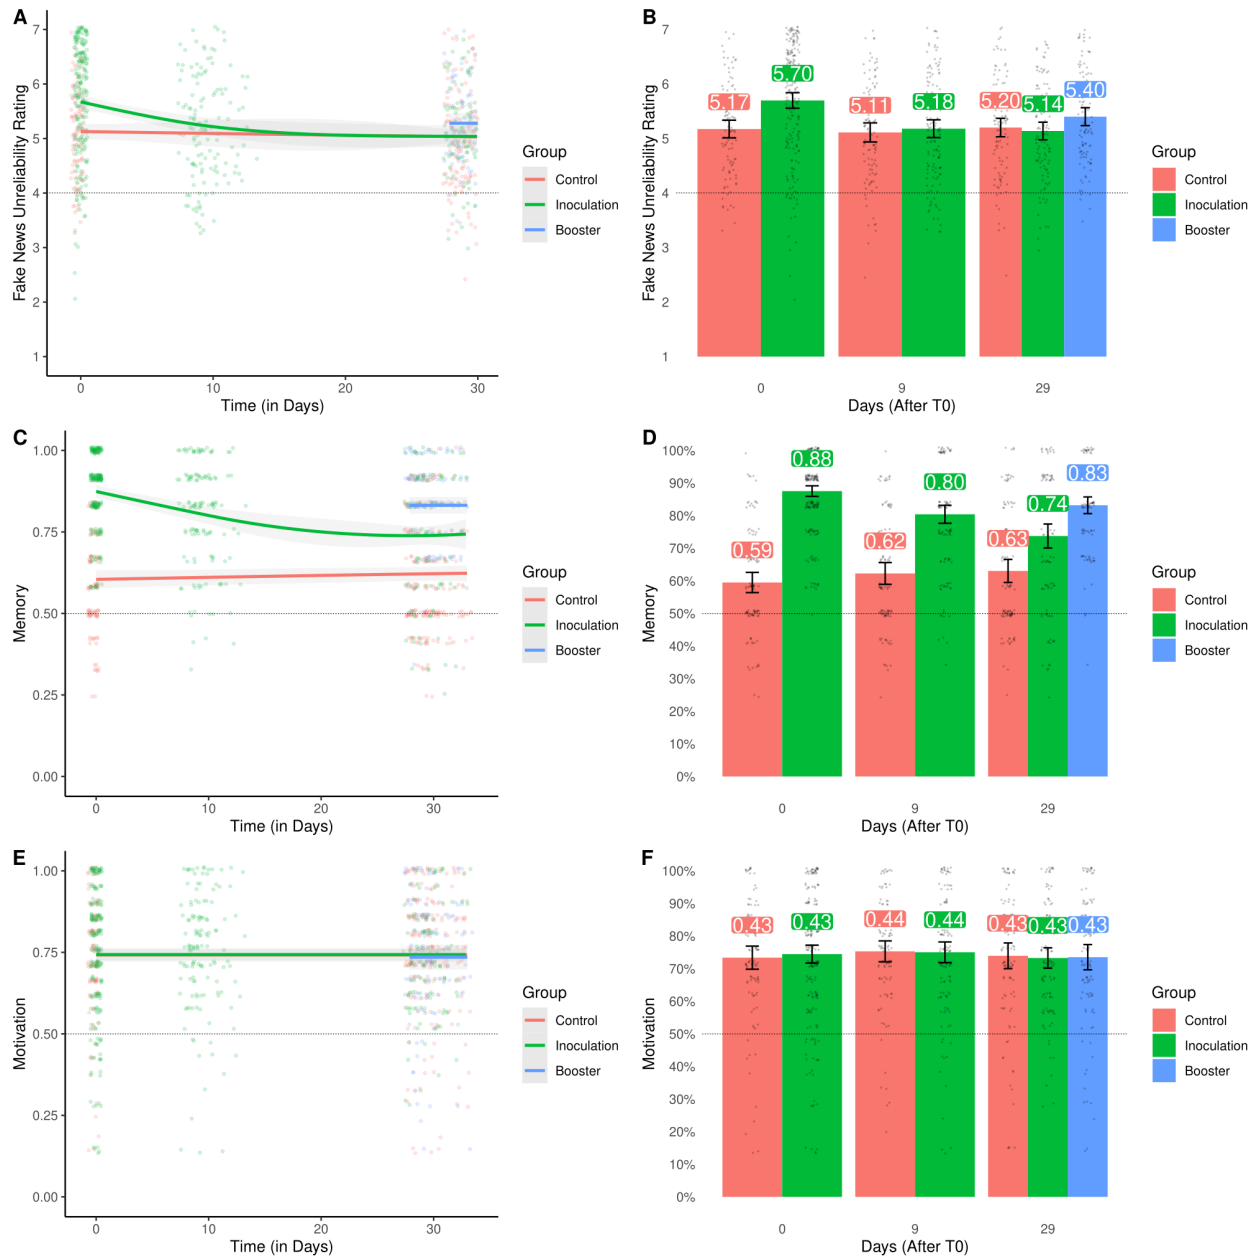 A
7
6
5
4
3
2
1
Fake News Unreliability Rating
0
10
20
30
Time (in Days)
Group
Control
Inoculation
Booster
B
7
6
5
4
3
2
1
Fake News Unreliability Rating
5.17
5.70
5.11
5.18
5.20
5.14
5.40
0
9
29
Days (After T0)
Group
Control
Inoculation
Booster
C
1.00
0.75
0.50
0.25
0.00
Memory
0
10
20
30
Time (in Days)
Group
Control
Inoculation
Booster
D
100%
90%
80%
70%
60%
50%
40%
30%
20%
10%
0%
Memory
0.59
0.88
0.62
0.80
0.63
0.74
0.83
0
9
29
Days (After T0)
Group
Control
Inoculation
Booster
E
1.00
0.75
0.50
0.25
0.00
Motivation
0
10
20
30
Time (in Days)
Group
Control
Inoculation
Booster
F
100%
90%
80%
70%
60%
50%
40%
30%
20%
10%
0%
Motivation
0.43
0.43
0.44
0.44
0.43
0.43
0.43
0
9
29
Days (After T0)
Group
Control
Inoculation
Booster